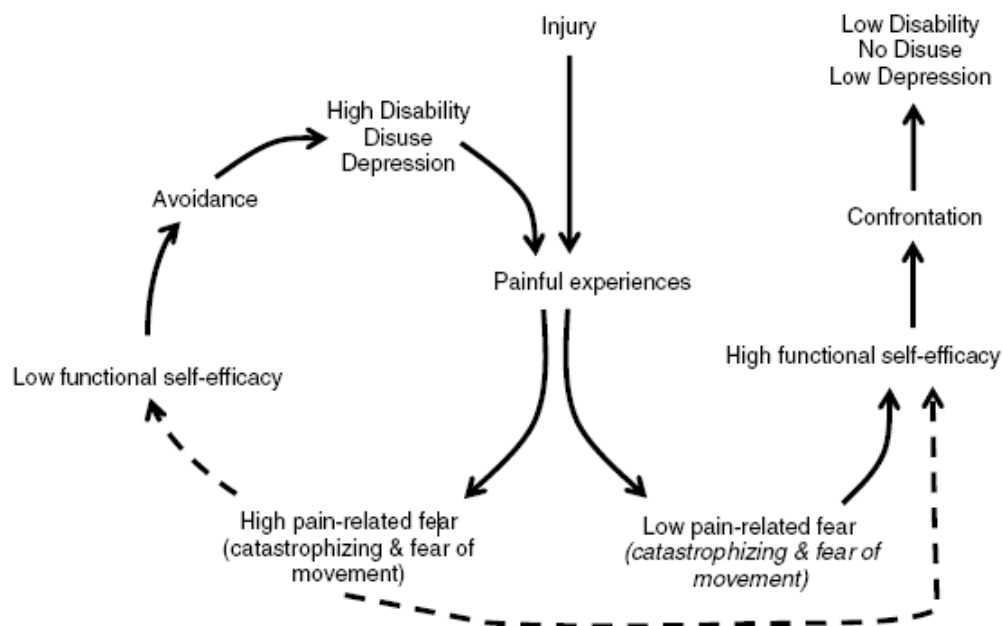 Injury
Low Disability
No Disuse
Low Depression
High Disability
Disuse
Depression
Avoidance
Confrontation
Painful experiences
High functional self-efficacy
Low functional self-efficacy
High pain-related fear
(catastrophizing & fear of
movement)
Low pain-related fear
(catastrophizing & fear of
movement)